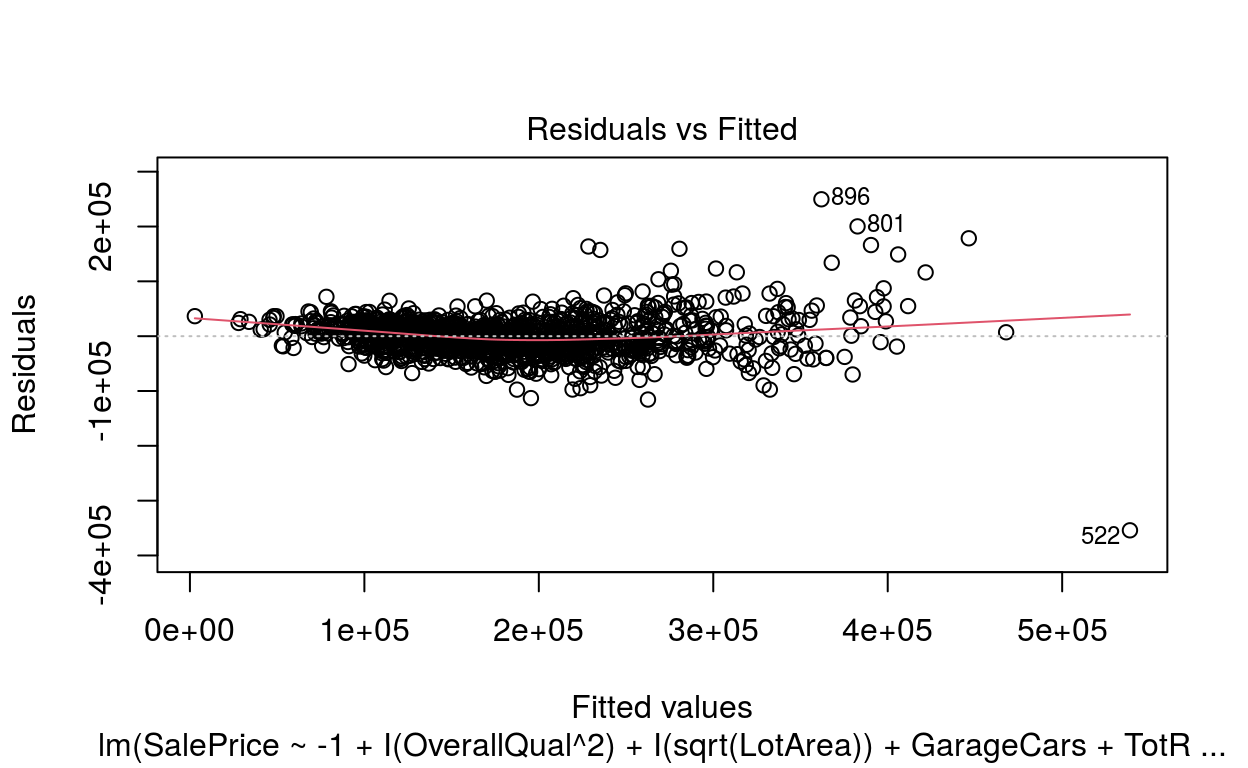 Residuals vs Fitted
Residuals
2e+05
-1e+05
-4e+05
896
801
522
0e+00 1e+05 2e+05 3e+05 4e+05 5e+05
Fitted values
lm(SalePrice ~ -1 + I(OverallQual^2) + I(sqrt(LotArea)) + GarageCars + TotR ...